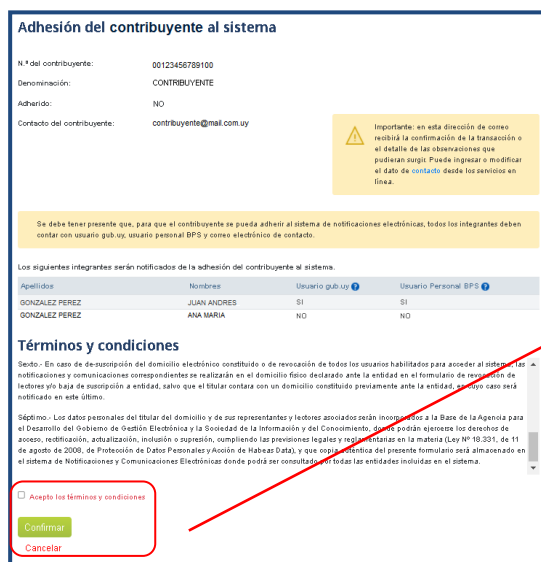 Adhesión del contribuyente al sistema
N.º del contribuyente: 00123456789100
Denominación: CONTRIBUYENTE
Adherido: NO
Contacto del contribuyente: contribuyente@mail.com.uy
Importante: en esta dirección de correo
recibirá la confirmación de la transacción o
el detalle de las observaciones que
pudieran surgir. Puede ingresar o modificar
el dato de contacto desde los servicios en
línea.
Se debe tener presente que, para que el contribuyente se pueda adherir al sistema de notificaciones electrónicas, todos los integrantes deben
contar con usuario gub.uy, usuario personal BPS y correo electrónico de contacto.
Los siguientes integrantes serán notificados de la adhesión del contribuyente al sistema.
Apellidos Nombres Usuario gub.uy ? Usuario Personal BPS ?
GONZALEZ PEREZ JUAN ANDRES SI SI
GONZALEZ PEREZ ANA MARIA NO NO
Términos y condiciones
Sexto.- En caso de de-suscripción del domicilio electrónico constituido o de revocación de todos los usuarios habilitados para acceder al sistema, las
notificaciones y comunicaciones correspondientes se realizarán en el domicilio físico declarado ante la entidad en el formulario de revocación de
lectores y/o baja de suscripción a entidad, salvo que el titular contara con un domicilio constituido previamente ante la entidad, en cuyo caso será
notificado en este último.
Séptimo.- Los datos personales del titular del domicilio y de sus representantes y lectores asociados serán incorporados a la Base de la Agencia para
el Desarrollo del Gobierno de Gestión Electrónica y la Sociedad de la Información y del Conocimiento, donde podrán ejercerse los derechos de
acceso, rectificación, actualización, inclusión o supresión, cumpliendo las previsiones legales y reglamentarias en la materia (Ley Nº 18.331, de 11
de agosto de 2008, de Protección de Datos Personales y Acción de Habeas Data), y que copia auténtica del presente formulario será almacenado en
el sistema de Notificaciones y Comunicaciones Electrónicas donde podrá ser consultado por todas las entidades incluidas en el sistema.
Acepto los términos y condiciones
Confirmar
Cancelar